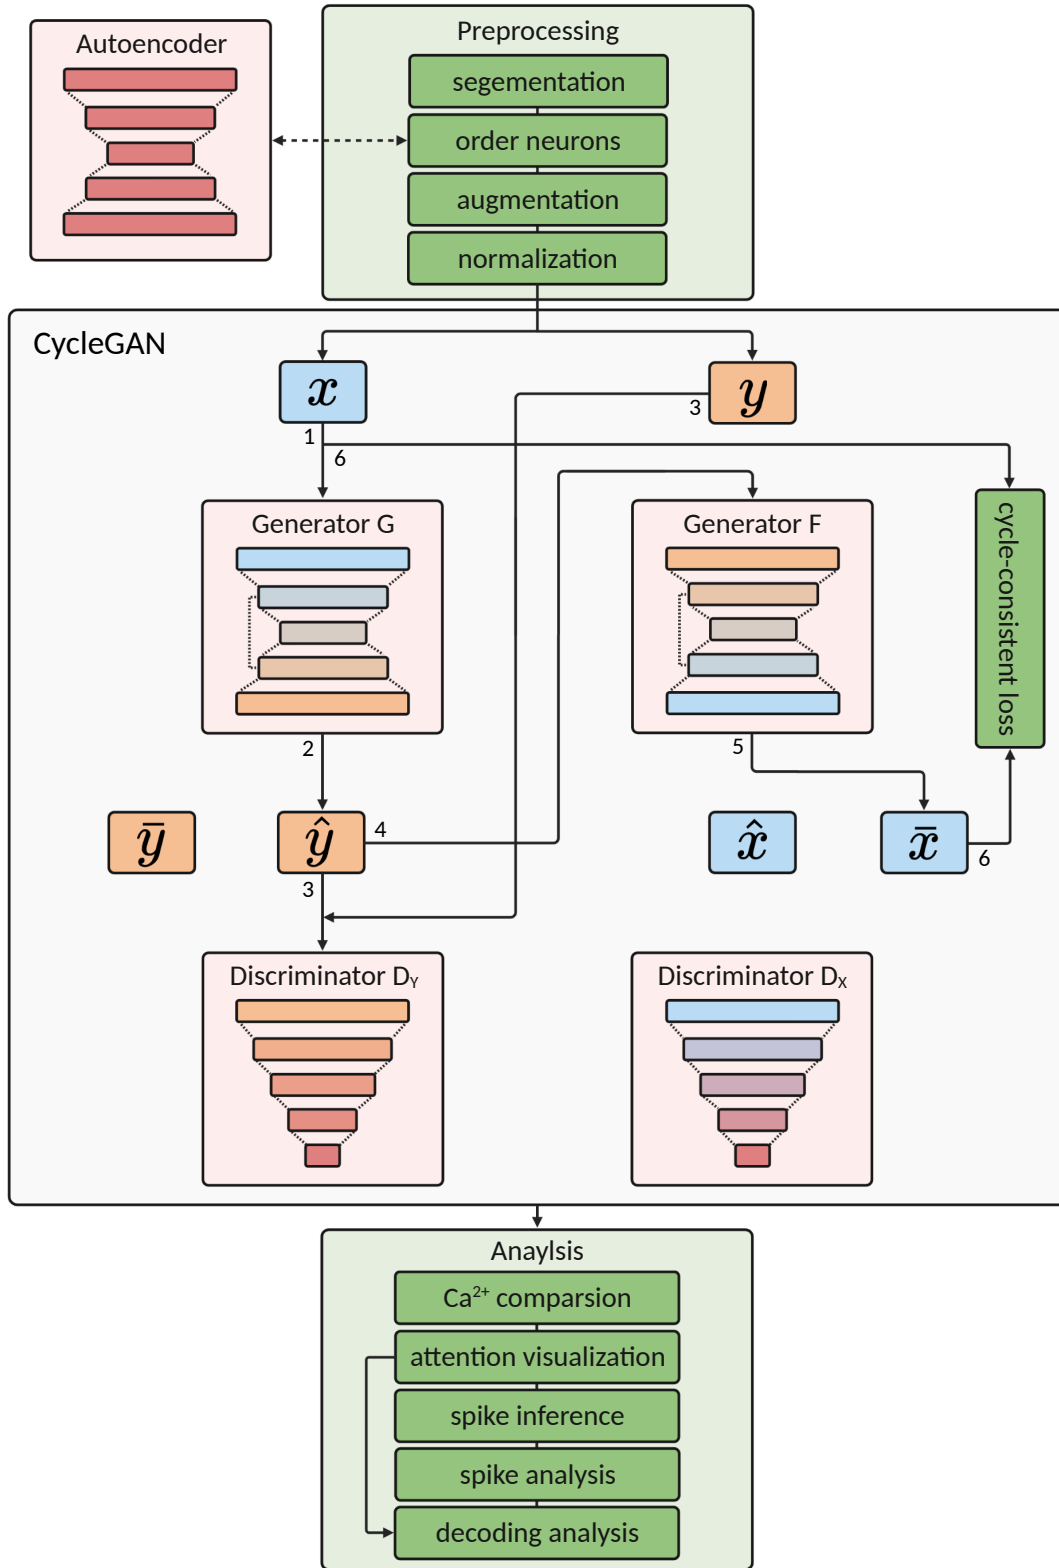 Autoencoder
Preprocessing
segementation
order neurons
augmentation
normalization
CycleGAN
x
y
3
1
6
Generator G
Generator F
cycle-consistent loss
2
5
ȳ
ŷ
4
x̂
x̄
6
3
Discriminator D_Y
Discriminator D_X
Anaylsis
Ca²⁺ comparsion
attention visualization
spike inference
spike analysis
decoding analysis